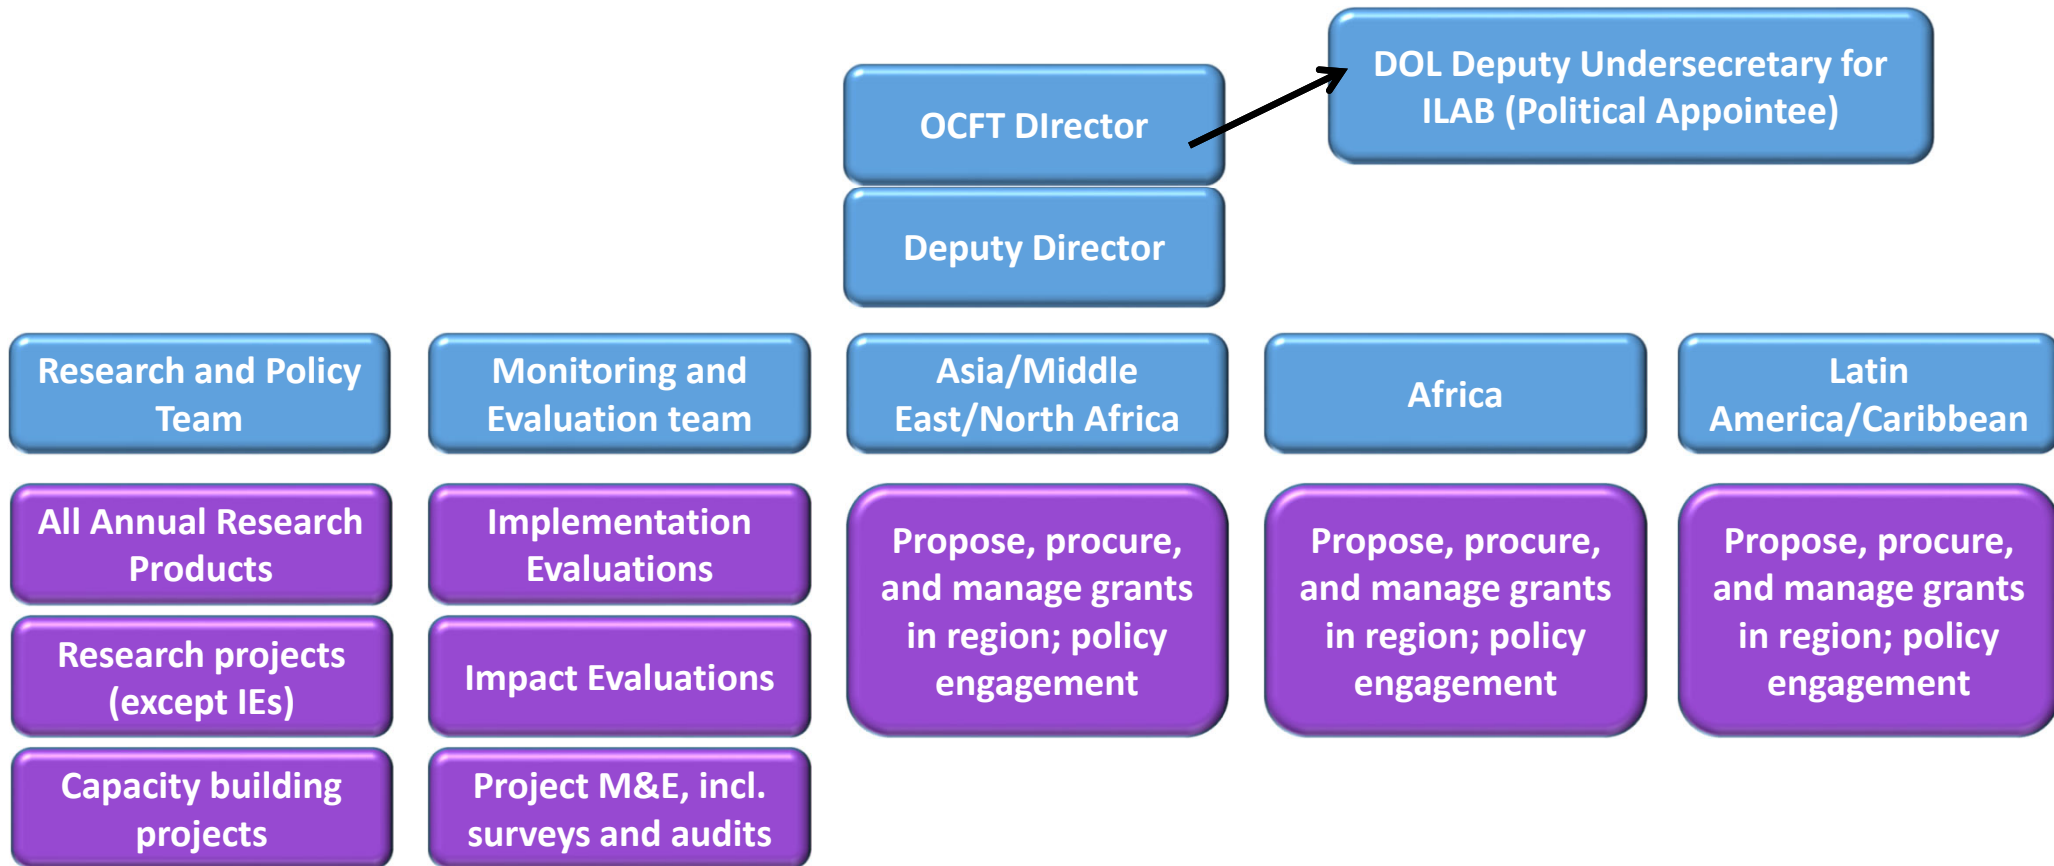 DOL Deputy Undersecretary for
ILAB (Political Appointee)
OCFT DIrector
Deputy Director
Research and Policy
Team
Monitoring and
Evaluation team
Asia/Middle
East/North Africa
Africa
Latin
America/Caribbean
All Annual Research
Products
Implementation
Evaluations
Propose, procure,
and manage grants
in region; policy
engagement
Propose, procure,
and manage grants
in region; policy
engagement
Propose, procure,
and manage grants
in region; policy
engagement
Research projects
(except IEs)
Impact Evaluations
Capacity building
projects
Project M&E, incl.
surveys and audits